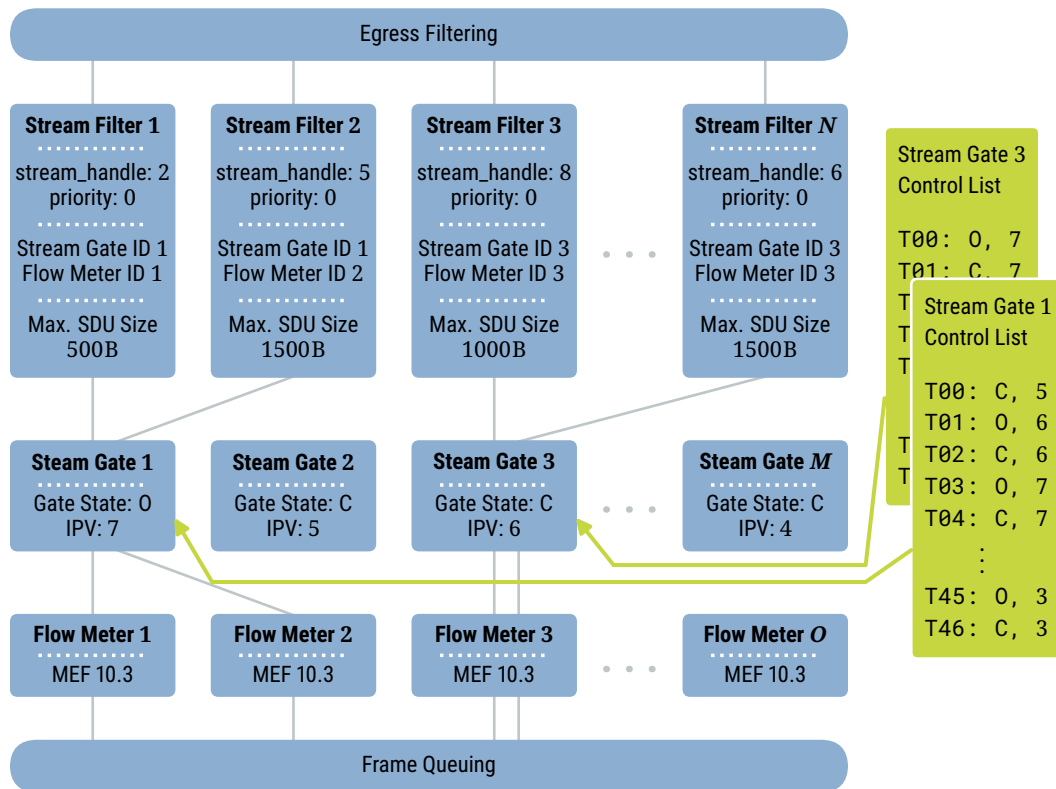 Egress Filtering
Stream Filter 1
stream_handle: 2
priority: 0
Stream Gate ID 1
Flow Meter ID 1
Max. SDU Size
500B
Stream Filter 2
stream_handle: 5
priority: 0
Stream Gate ID 1
Flow Meter ID 2
Max. SDU Size
1500B
Stream Filter 3
stream_handle: 8
priority: 0
Stream Gate ID 3
Flow Meter ID 3
Max. SDU Size
1000B
Stream Filter N
stream_handle: 6
priority: 0
Stream Gate ID 3
Flow Meter ID 3
Max. SDU Size
1500B
Stream Gate 3
Control List
T00: O, 7
T01: C, 7
T
T
T
T
T
Stream Gate 1
Control List
T00: C, 5
T01: O, 6
T02: C, 6
T03: O, 7
T04: C, 7
T45: O, 3
T46: C, 3
Steam Gate 1
Gate State: O
IPV: 7
Steam Gate 2
Gate State: C
IPV: 5
Steam Gate 3
Gate State: C
IPV: 6
Steam Gate M
Gate State: C
IPV: 4
Flow Meter 1
MEF 10.3
Flow Meter 2
MEF 10.3
Flow Meter 3
MEF 10.3
Flow Meter O
MEF 10.3
Frame Queuing